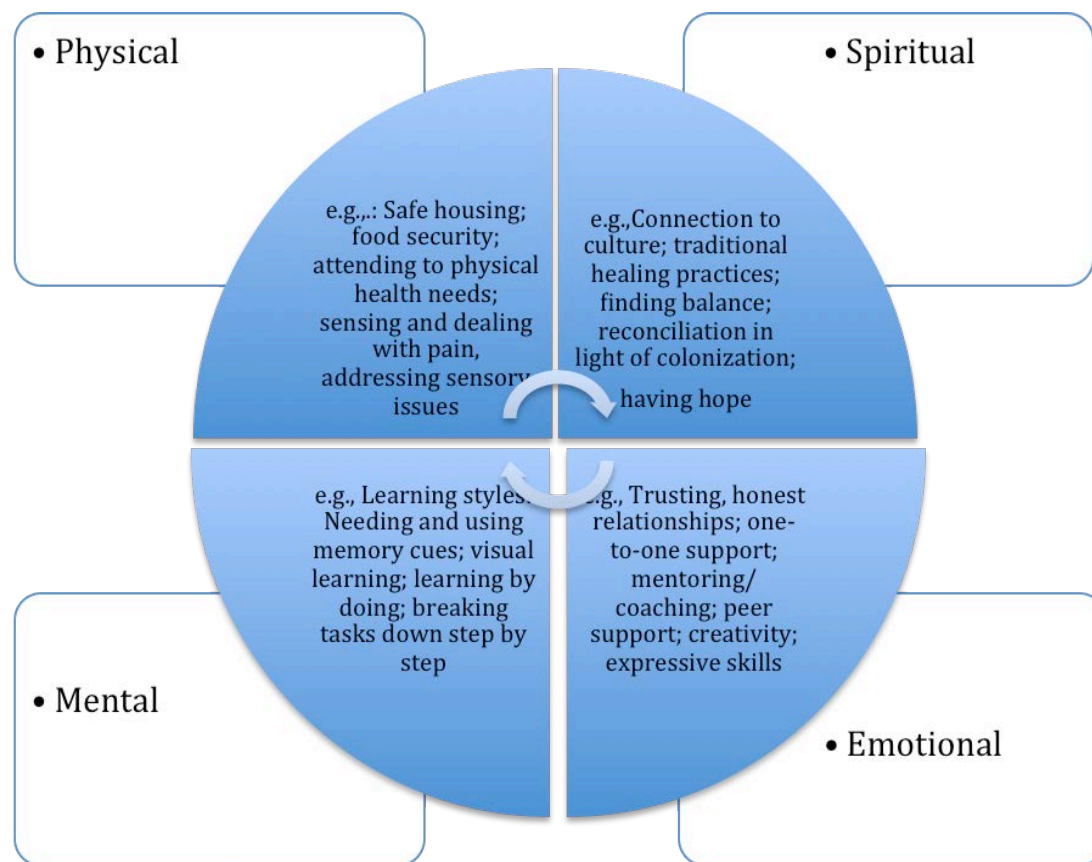 • Physical
e.g.,.: Safe housing;
food security;
attending to physical
health needs;
sensing and dealing
with pain,
addressing sensory
issues
• Spiritual
e.g.,Connection to
culture; traditional
healing practices;
finding balance;
reconciliation in
light of colonization;
having hope
• Mental
e.g., Learning styles:
Needing and using
memory cues; visual
learning; learning by
doing; breaking
tasks down step by
step
• Emotional
e.g., Trusting, honest
relationships; one-
to-one support;
mentoring/
coaching; peer
support; creativity;
expressive skills